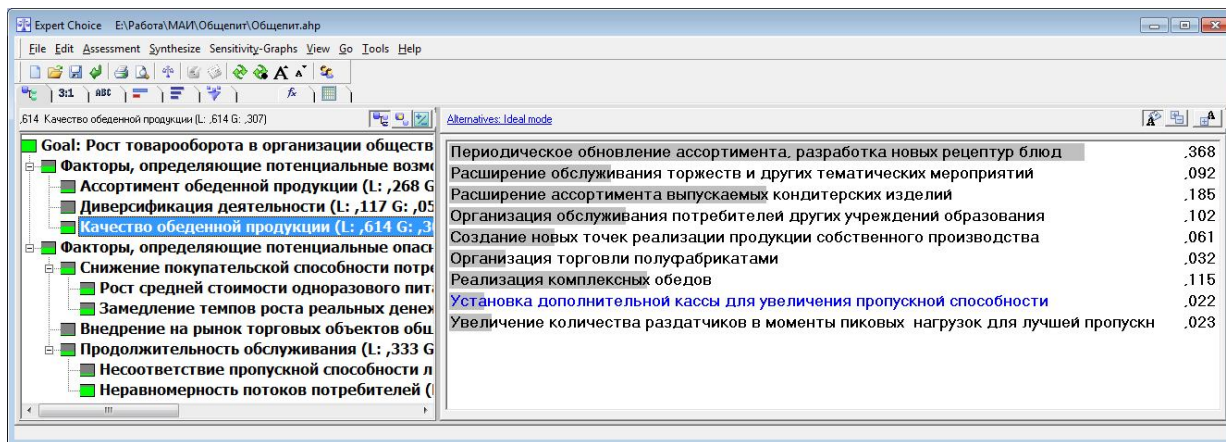 Expert Choice E:\Работа\МАИ\Общепит\Общепит.ahp
File Edit Assessment Synthesize Sensitivity-Graphs View Go Tools Help
3:1 ABC
,614 Качество обеденной продукции (L: ,614 G: ,307)
Goal: Рост товарооборота в организации обществ
Факторы, определяющие потенциальные возмо
Ассортимент обеденной продукции (L: ,268 G
Диверсификация деятельности (L: ,117 G: ,05
Качество обеденной продукции (L: ,614 G: ,3
Факторы, определяющие потенциальные опасн
Снижение покупательской способности потре
Рост средней стоимости одноразового пит
Замедление темпов роста реальных денеж
Внедрение на рынок торговых объектов общ
Продолжительность обслуживания (L: ,333 G
Несоответствие пропускной способности л
Неравномерность потоков потребителей (
Alternatives: Ideal mode
Периодическое обновление ассортимента, разработка новых рецептур блюд ,368
Расширение обслуживания торжеств и других тематических мероприятий ,092
Расширение ассортимента выпускаемых кондитерских изделий ,185
Организация обслуживания потребителей других учреждений образования ,102
Создание новых точек реализации продукции собственного производства ,061
Организация торговли полуфабрикатами ,032
Реализация комплексных обедов ,115
Установка дополнительной кассы для увеличения пропускной способности ,022
Увеличение количества раздатчиков в моменты пиковых нагрузок для лучшей пропускн ,023